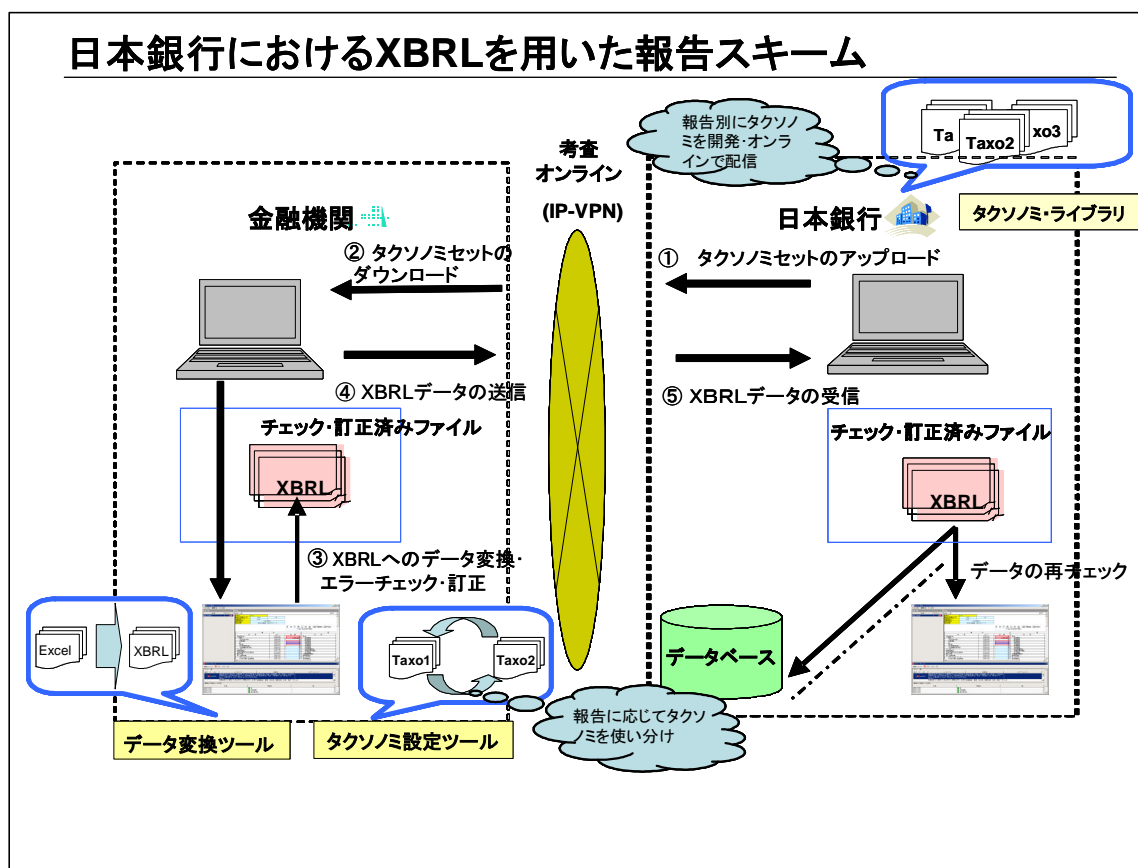 日本銀行におけるXBRLを用いた報告スキーム
報告別にタクソノ
ミを開発・オンラ
インで配信
Ta
Taxo2
xo3
タクソノミ・ライブラリ
考査
オンライン
(IP-VPN)
金融機関
日本銀行
② タクソノミセットの
ダウンロード
① タクソノミセットのアップロード
④ XBRLデータの送信
⑤ XBRLデータの受信
チェック・訂正済みファイル
XBRL
チェック・訂正済みファイル
XBRL
③ XBRLへのデータ変換・
エラーチェック・訂正
データの再チェック
Excel
XBRL
Taxo1
Taxo2
データベース
データ変換ツール
タクソノミ設定ツール
報告に応じてタクソ
ノミを使い分け